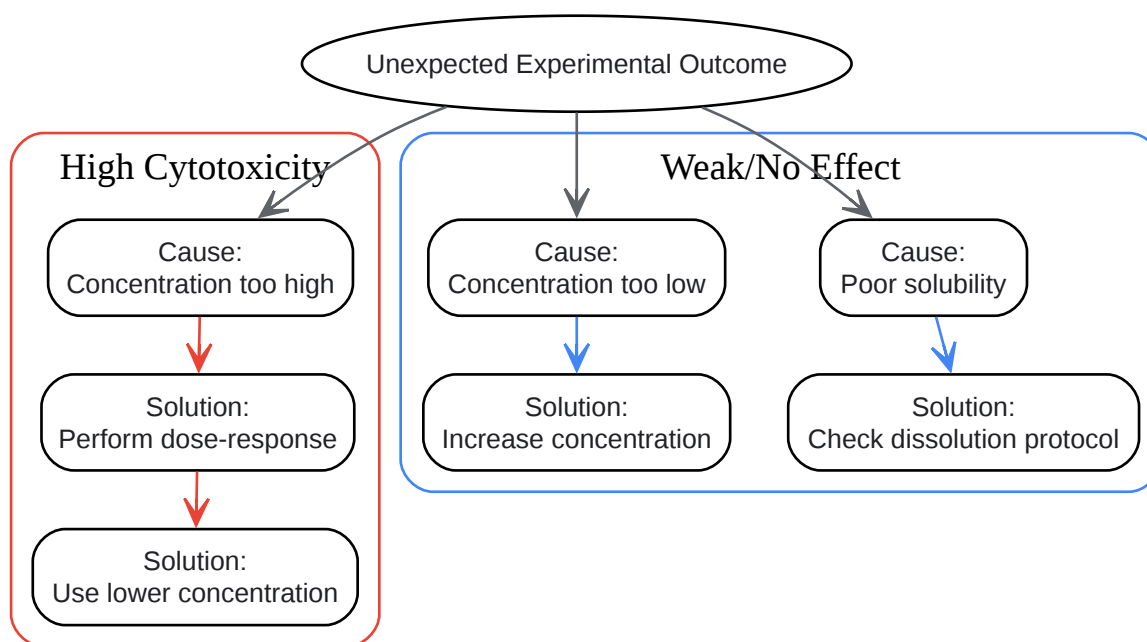 Unexpected Experimental Outcome
High Cytotoxicity
Cause:
Concentration too high
Solution:
Perform dose-response
Solution:
Use lower concentration
Weak/No Effect
Cause:
Concentration too low
Solution:
Increase concentration
Cause:
Poor solubility
Solution:
Check dissolution protocol